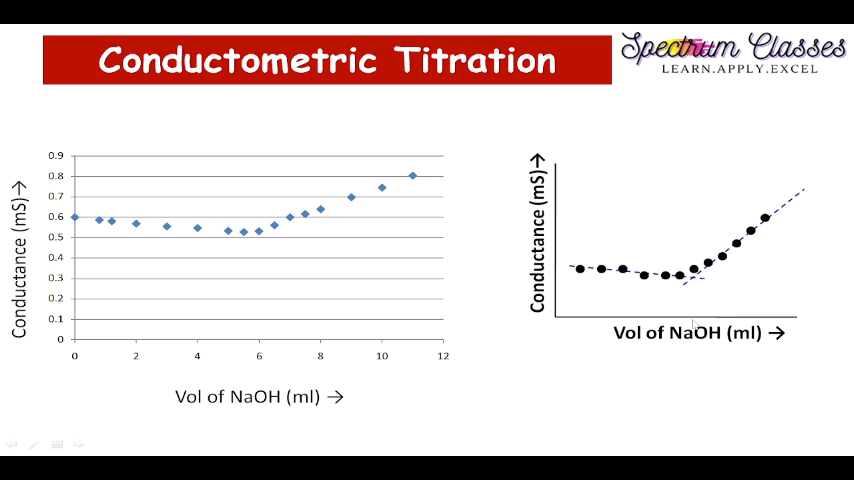 Conductometric Titration
Spectrum Classes
LEARN.APPLY.EXCEL
Conductance (mS)→
0.9
0.8
0.7
0.6
0.5
0.4
0.3
0.2
0.1
0
0 2 4 6 8 10 12
Vol of NaOH (ml) →
Conductance (mS)→
Vol of NaOH (ml) →